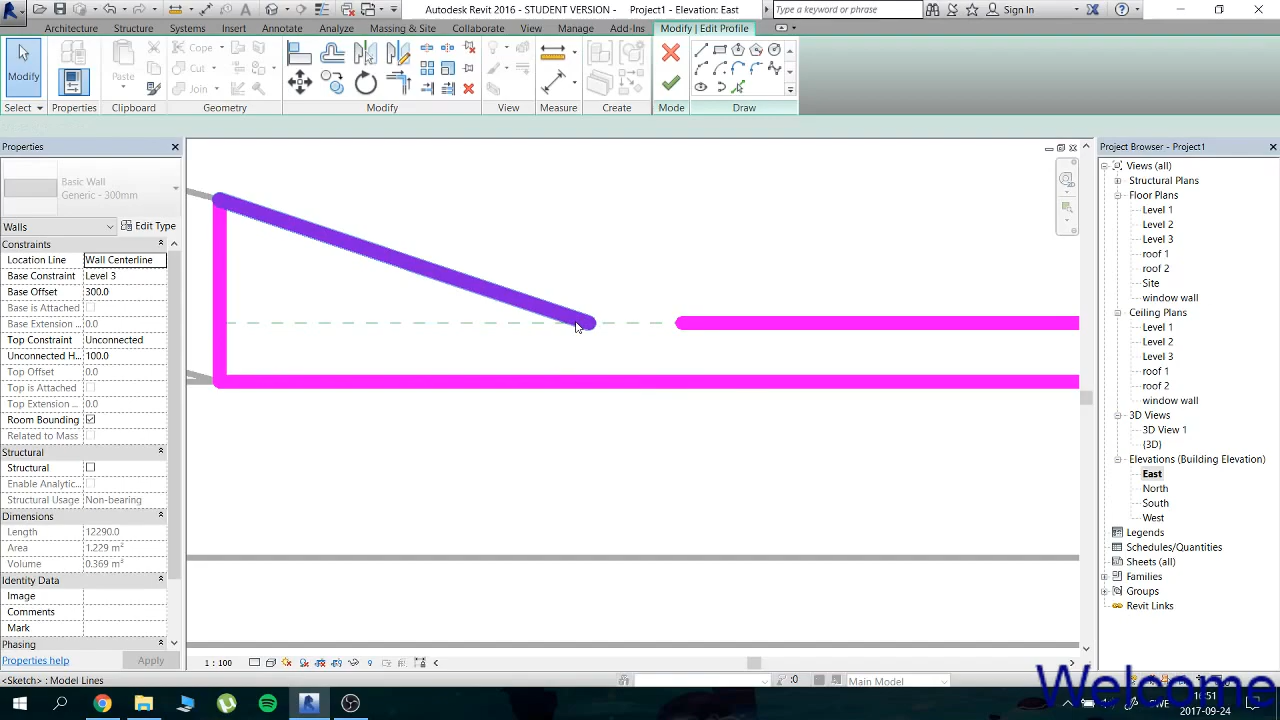 Autodesk Revit 2016 - STUDENT VERSION - Project1 - Elevation: East
Type a keyword or phrase
Sign In
Architecture Structure Systems Insert Annotate Analyze Massing & Site Collaborate View Manage Add-Ins Modify | Edit Profile
Modify
Paste
Cope
Cut
Join
Select Properties Clipboard Geometry Modify View Measure Create Mode Draw
Properties
Basic Wall
Generic - 300mm
Walls
Edit Type
Constraints
Location Line Wall Centerline
Base Constraint Level 3
Base Offset 300.0
Base is Attached
Base Extension ... 0.0
Top Constraint Unconnected
Unconnected H... 100.0
Top Offset 0.0
Top is Attached
Top Extension ... 0.0
Room Bounding
Related to Mass
Structural
Structural
Enable Analytic...
Structural Usage Non-bearing
Dimensions
Length 12290.0
Area 1.229 m²
Volume 0.369 m³
Identity Data
Image
Comments
Mark
Phasing
Properties help
Apply
1 : 100
<Sketch> : Model Lines
:0
Main Model
Project Browser - Project1
Views (all)
Structural Plans
Floor Plans
Level 1
Level 2
Level 3
roof 1
roof 2
Site
window wall
Ceiling Plans
Level 1
Level 2
Level 3
roof 1
roof 2
window wall
3D Views
3D View 1
{3D}
Elevations (Building Elevation)
East
North
South
West
Legends
Schedules/Quantities
Sheets (all)
Families
Groups
Revit Links
Welcome
16:51
2017-09-24